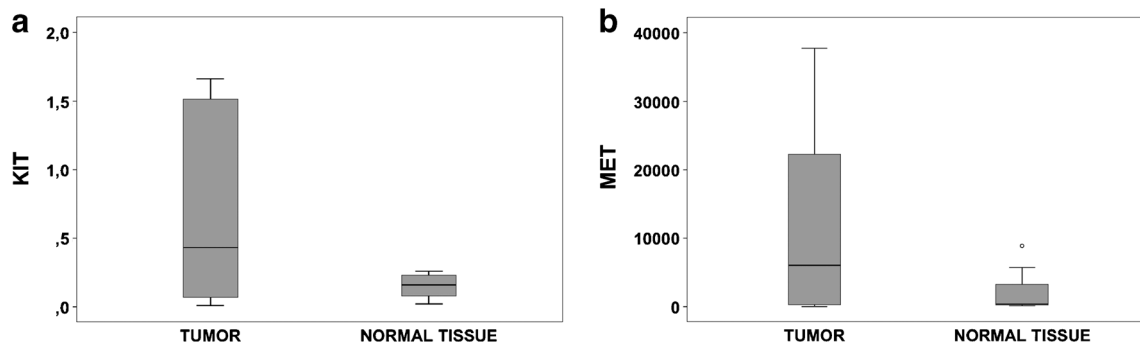 a
2,0
1,5
1,0
,5
,0
KIT
TUMOR NORMAL TISSUE
b
40000
30000
20000
10000
0
MET
TUMOR NORMAL TISSUE